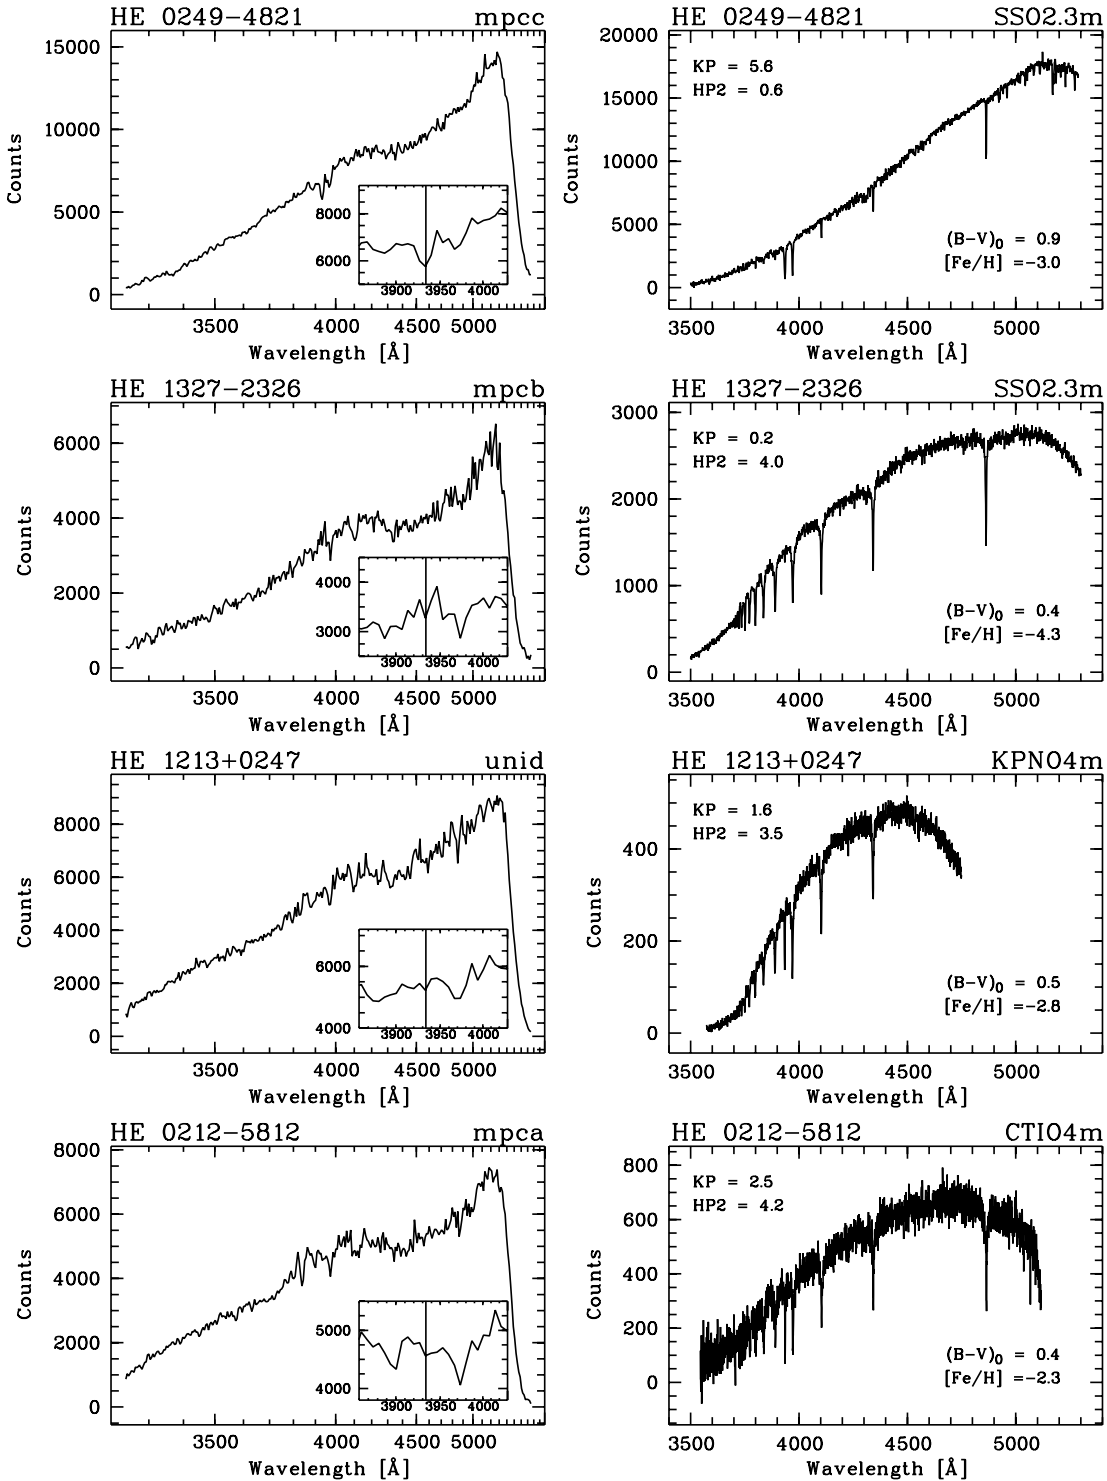 HE 0249-4821 mpcc
15000
10000
5000
0
Counts
8000
6000
3900 3950 4000
3500 4000 4500 5000
Wavelength [Å]
HE 0249-4821 SSO2.3m
20000
15000
10000
5000
0
Counts
KP = 5.6
HP2 = 0.6
(B-V)0 = 0.9
[Fe/H] =-3.0
3500 4000 4500 5000
Wavelength [Å]
HE 1327-2326 mpcb
6000
4000
2000
0
Counts
4000
3000
3900 3950 4000
3500 4000 4500 5000
Wavelength [Å]
HE 1327-2326 SSO2.3m
3000
2000
1000
0
Counts
KP = 0.2
HP2 = 4.0
(B-V)0 = 0.4
[Fe/H] =-4.3
3500 4000 4500 5000
Wavelength [Å]
HE 1213+0247 unid
8000
6000
4000
2000
0
Counts
6000
4000
3900 3950 4000
3500 4000 4500 5000
Wavelength [Å]
HE 1213+0247 KPNO4m
400
200
0
Counts
KP = 1.6
HP2 = 3.5
(B-V)0 = 0.5
[Fe/H] =-2.8
3500 4000 4500 5000
Wavelength [Å]
HE 0212-5812 mpca
8000
6000
4000
2000
0
Counts
5000
4000
3900 3950 4000
3500 4000 4500 5000
Wavelength [Å]
HE 0212-5812 CTIO4m
800
600
400
200
0
Counts
KP = 2.5
HP2 = 4.2
(B-V)0 = 0.4
[Fe/H] =-2.3
3500 4000 4500 5000
Wavelength [Å]